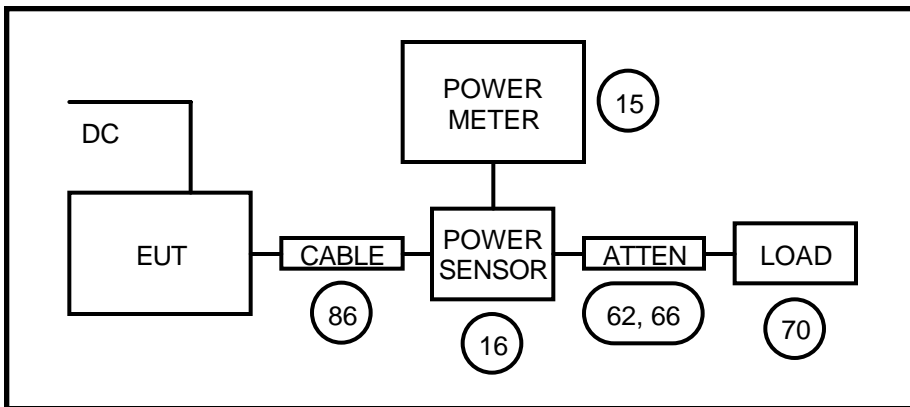 POWER
METER
15
DC
EUT
CABLE
POWER
SENSOR
ATTEN
LOAD
86
16
62, 66
70